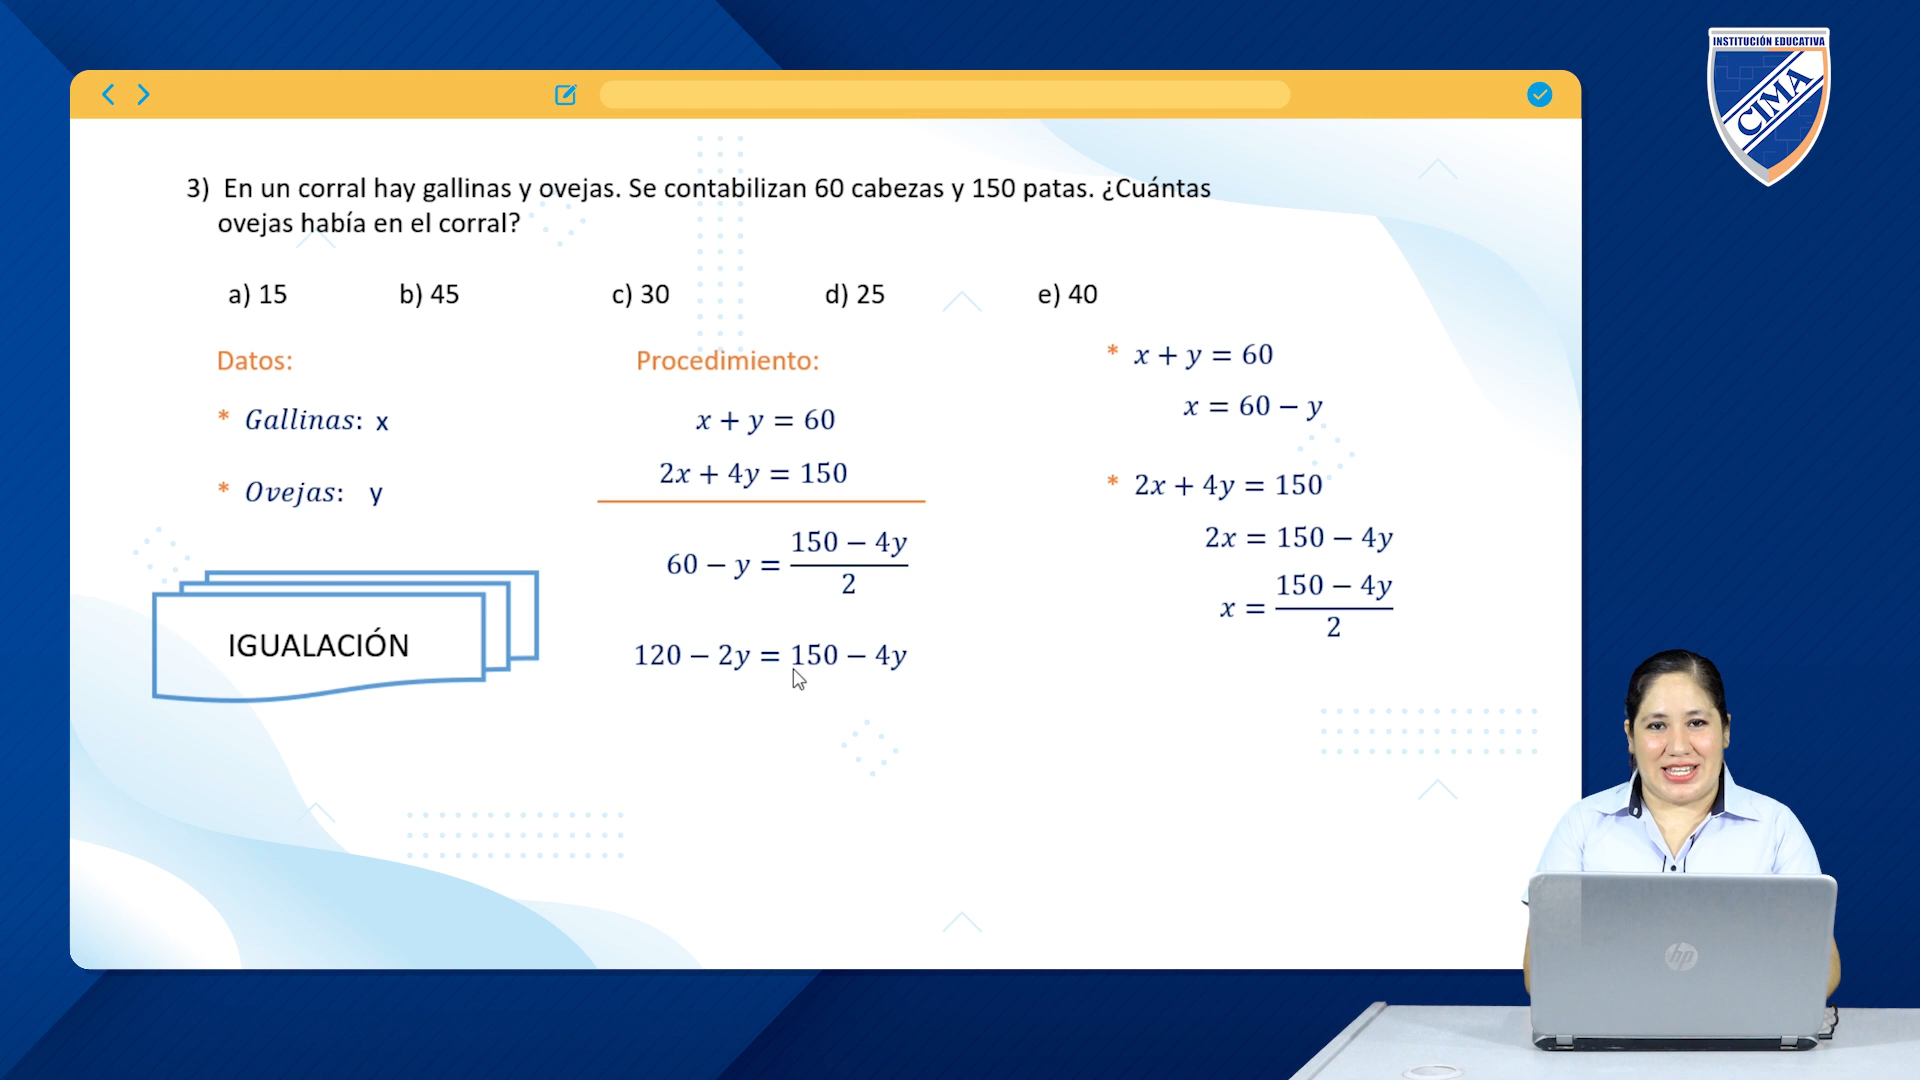 INSTITUCIÓN EDUCATIVA
CIMA
3) En un corral hay gallinas y ovejas. Se contabilizan 60 cabezas y 150 patas. ¿Cuántas
ovejas había en el corral?
a) 15 b) 45 c) 30 d) 25 e) 40
Datos:
* Gallinas: x
* Ovejas: y
IGUALACIÓN
Procedimiento:
x + y = 60
2x + 4y = 150
60 − y = \frac{150 − 4y}{2}
120 − 2y = 150 − 4y
* x + y = 60
x = 60 − y
* 2x + 4y = 150
2x = 150 − 4y
x = \frac{150 − 4y}{2}
hp